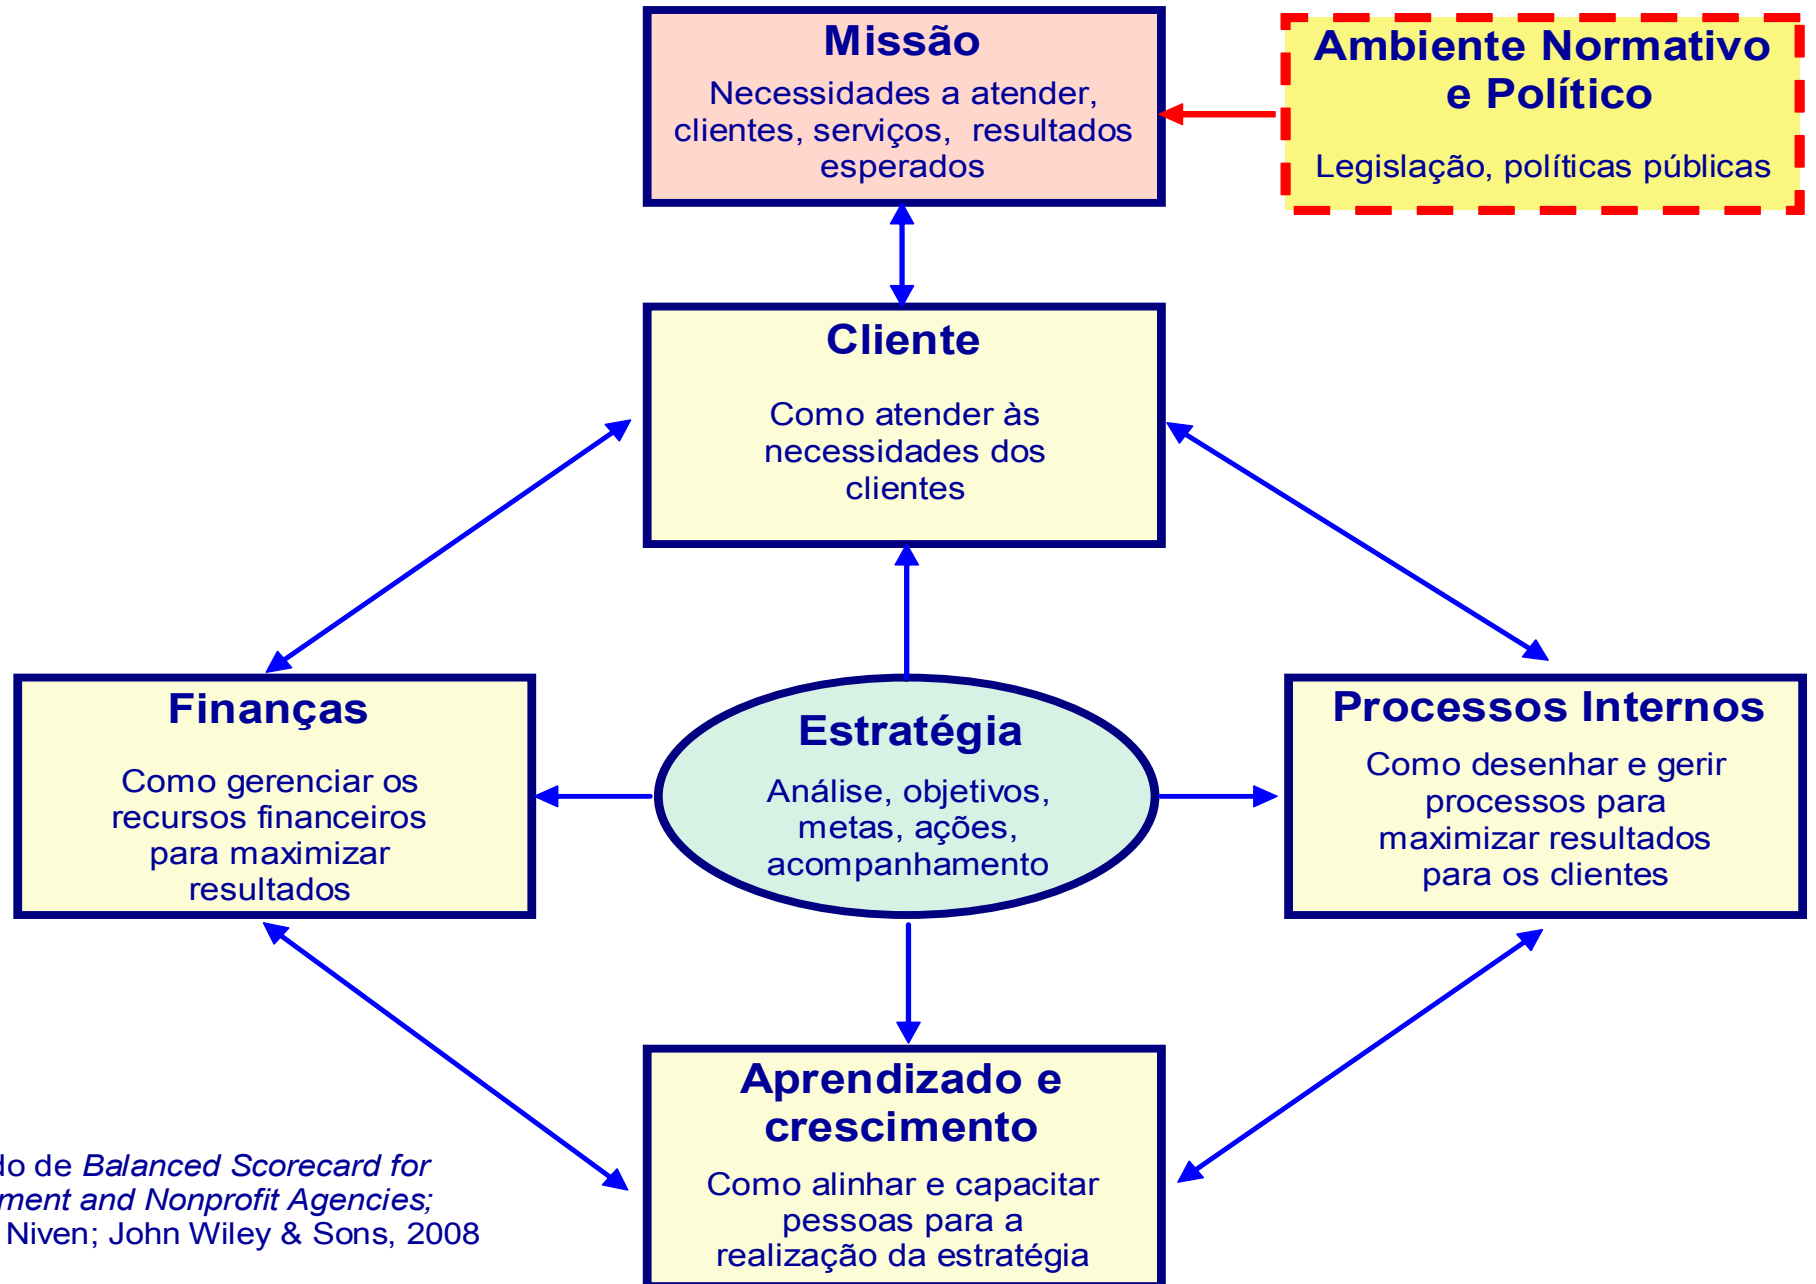 Missão
Necessidades a atender,
clientes, serviços, resultados
esperados
Ambiente Normativo
e Político
Legislação, políticas públicas
Cliente
Como atender às
necessidades dos
clientes
Finanças
Como gerenciar os
recursos financeiros
para maximizar
resultados
Estratégia
Análise, objetivos,
metas, ações,
acompanhamento
Processos Internos
Como desenhar e gerir
processos para
maximizar resultados
para os clientes
Aprendizado e
crescimento
Como alinhar e capacitar
pessoas para a
realização da estratégia
do de Balanced Scorecard for
ment and Nonprofit Agencies;
Niven; John Wiley & Sons, 2008